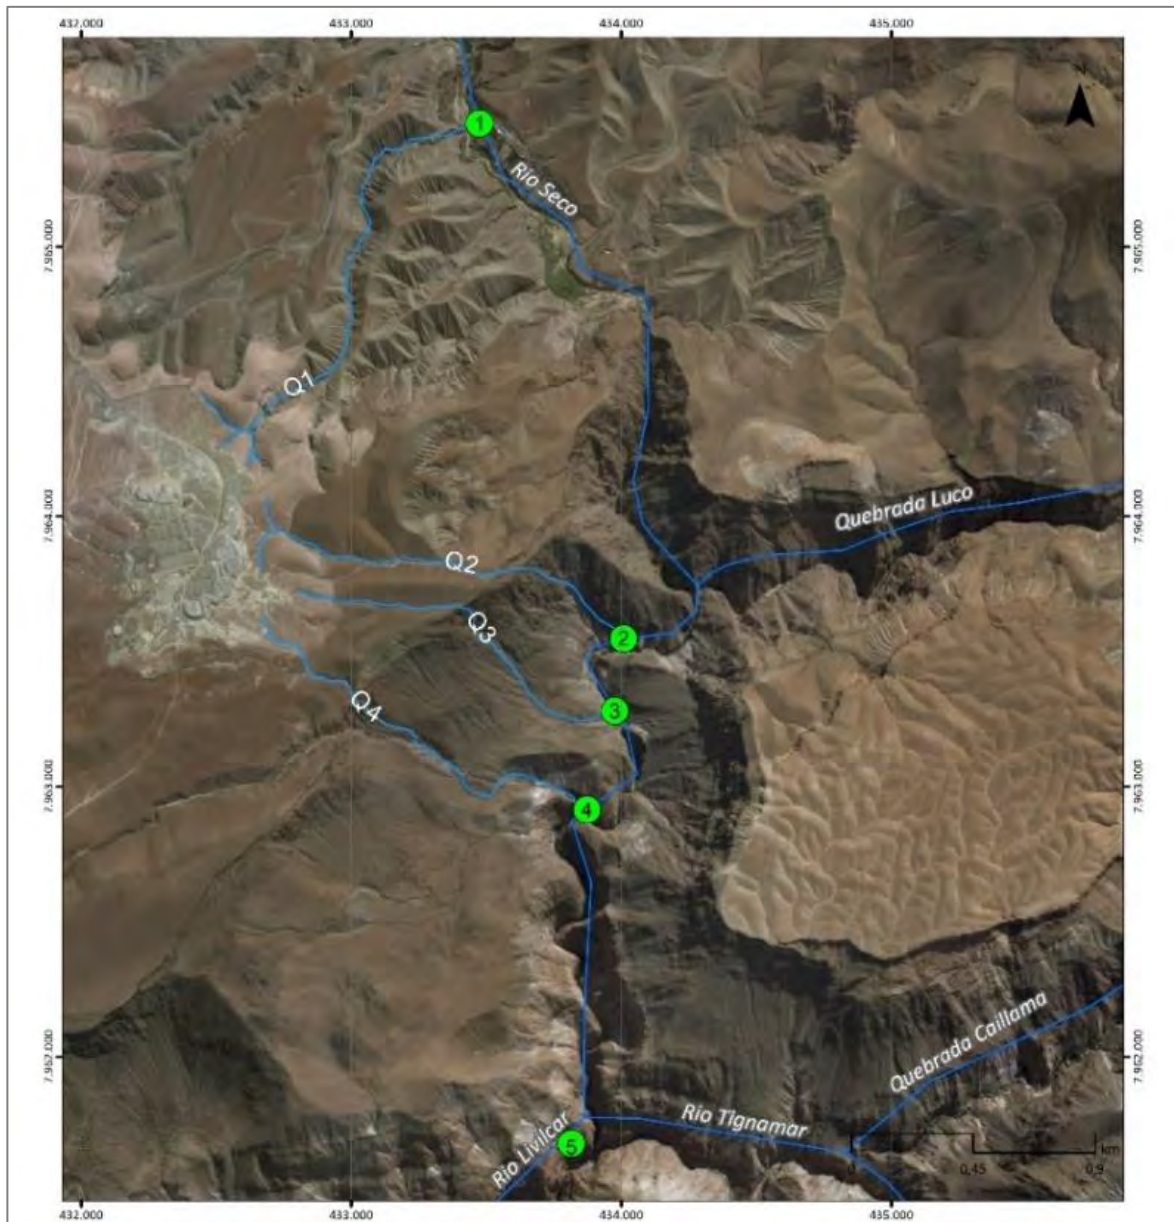 432.000 433.000 434.000 435.000
1
Rio Seco
7.965.000 7.965.000
Q1
Quebrada Luco
7.964.000 7.964.000
Q2
Q3
2
Q4
3
7.963.000 7.963.000
4
Quebrada Caillama
7.962.000 7.962.000
Rio Tignamar
Rio Livilcar
5
km
0 0,45 0,9
432.000 433.000 434.000 435.000